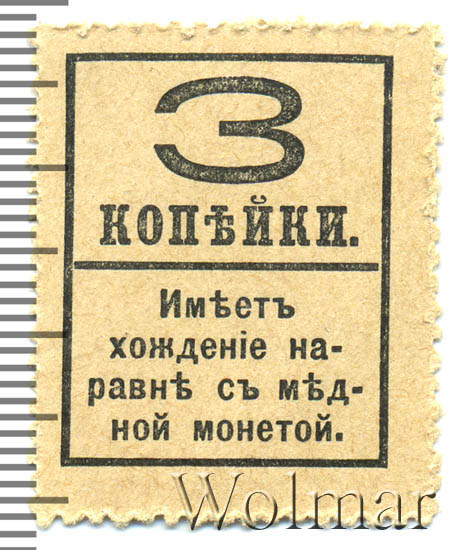 3
КОПѢЙКИ.
Имѣетъ
хожденіе на-
равнѣ съ мѣд-
ной монетой.
Wolmar